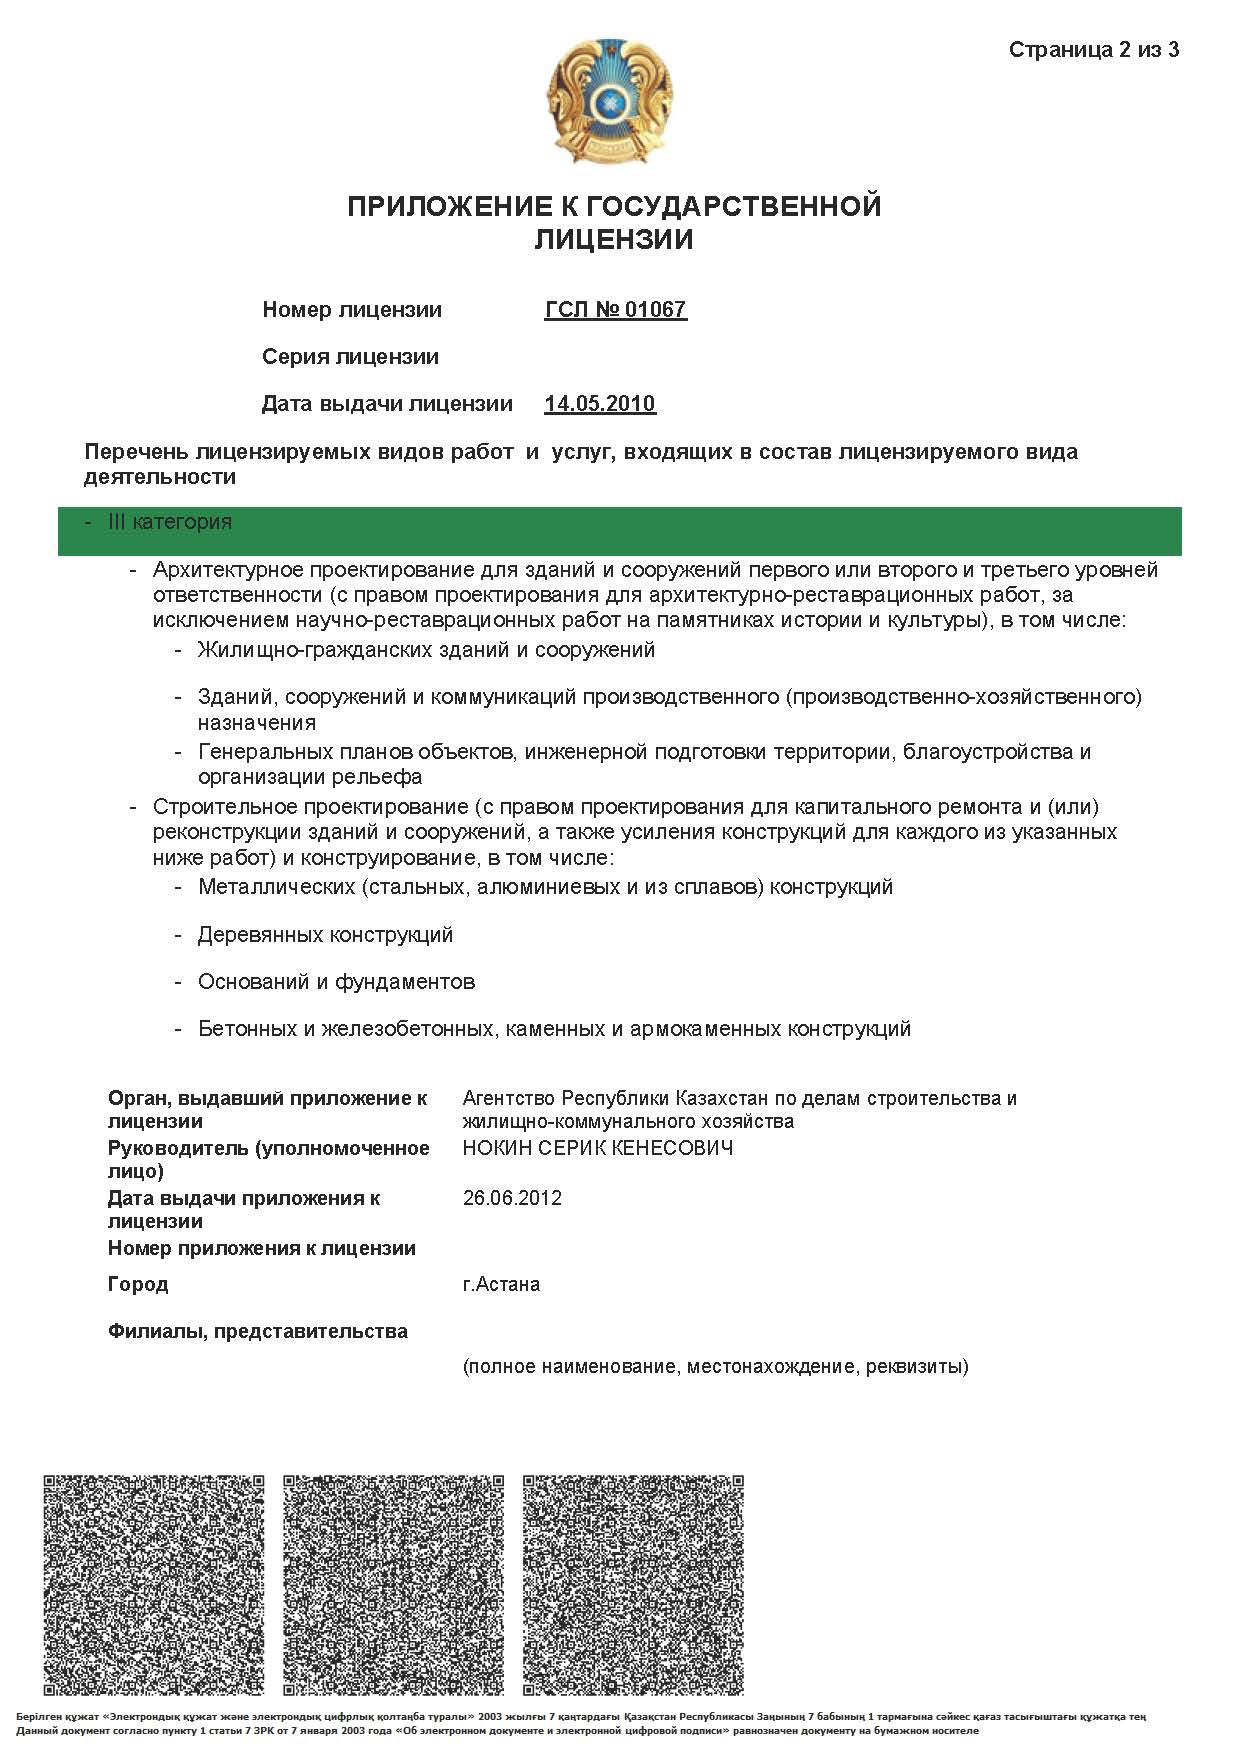 Страница 2 из 3
ПРИЛОЖЕНИЕ К ГОСУДАРСТВЕННОЙ
ЛИЦЕНЗИИ
Номер лицензии ГСЛ № 01067
Серия лицензии
Дата выдачи лицензии 14.05.2010
Перечень лицензируемых видов работ и услуг, входящих в состав лицензируемого вида
деятельности
- III категория
- Архитектурное проектирование для зданий и сооружений первого или второго и третьего уровней
ответственности (с правом проектирования для архитектурно-реставрационных работ, за
исключением научно-реставрационных работ на памятниках истории и культуры), в том числе:
- Жилищно-гражданских зданий и сооружений
- Зданий, сооружений и коммуникаций производственного (производственно-хозяйственного)
назначения
- Генеральных планов объектов, инженерной подготовки территории, благоустройства и
организации рельефа
- Строительное проектирование (с правом проектирования для капитального ремонта и (или)
реконструкции зданий и сооружений, а также усиления конструкций для каждого из указанных
ниже работ) и конструирование, в том числе:
- Металлических (стальных, алюминиевых и из сплавов) конструкций
- Деревянных конструкций
- Оснований и фундаментов
- Бетонных и железобетонных, каменных и армокаменных конструкций
Орган, выдавший приложение к Агентство Республики Казахстан по делам строительства и
лицензии жилищно-коммунального хозяйства
Руководитель (уполномоченное НОКИН СЕРИК КЕНЕСОВИЧ
лицо)
Дата выдачи приложения к 26.06.2012
лицензии
Номер приложения к лицензии
Город г.Астана
Филиалы, представительства
(полное наименование, местонахождение, реквизиты)
Берілген құжат «Электрондық құжат және электрондық цифрлық қолтаңба туралы» 2003 жылғы 7 қаңтардағы Қазақстан Республикасы Заңының 7 бабының 1 тармағына сәйкес қағаз тасығыштағы құжатқа тең
Данный документ согласно пункту 1 статьи 7 ЗРК от 7 января 2003 года «Об электронном документе и электронной цифровой подписи» равнозначен документу на бумажном носителе